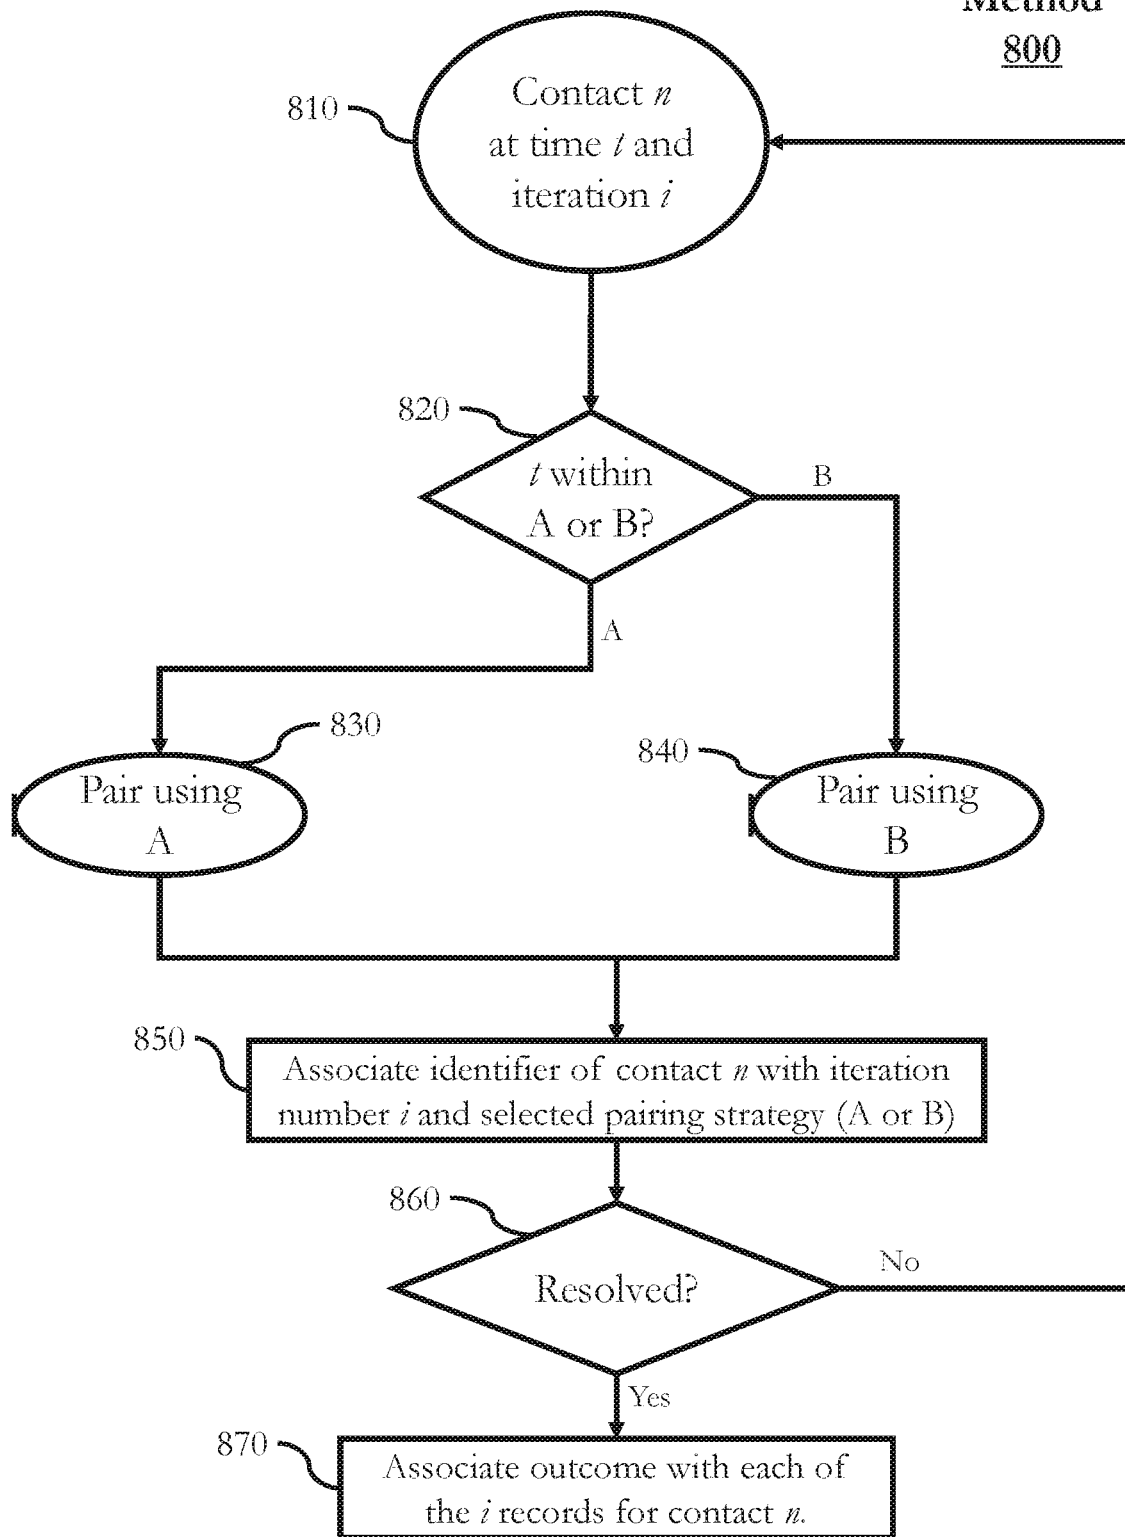 Method
800
810
Contact n
at time t and
iteration i
820
t within
A or B?
B
A
830
Pair using
A
840
Pair using
B
850
Associate identifier of contact n with iteration
number i and selected pairing strategy (A or B)
860
Resolved?
No
Yes
870
Associate outcome with each of
the i records for contact n.